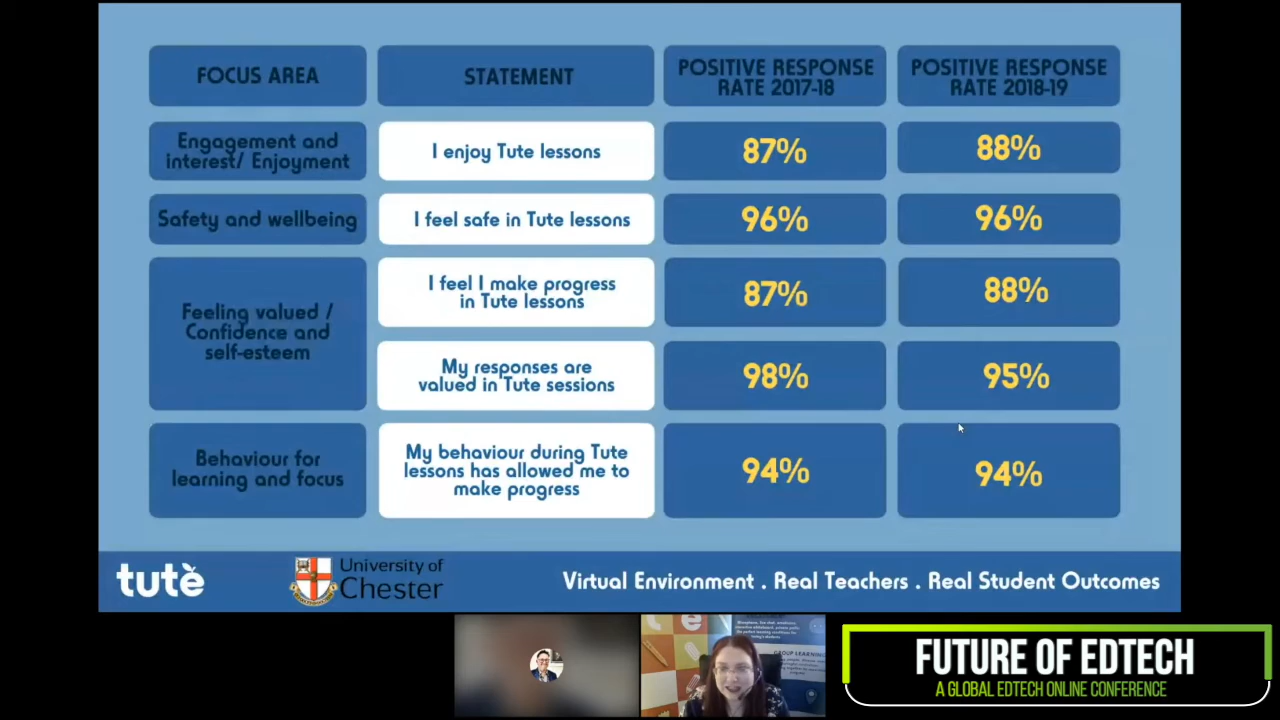 FOCUS AREA
STATEMENT
POSITIVE RESPONSE
RATE 2017-18
POSITIVE RESPONSE
RATE 2018-19
Engagement and
interest/ Enjoyment
I enjoy Tute lessons
87%
88%
Safety and wellbeing
I feel safe in Tute lessons
96%
96%
Feeling valued /
Confidence and
self-esteem
I feel I make progress
in Tute lessons
87%
88%
My responses are
valued in Tute sessions
98%
95%
Behaviour for
learning and focus
My behaviour during Tute
lessons has allowed me to
make progress
94%
94%
tutè
University of
Chester
Virtual Environment . Real Teachers . Real Student Outcomes
GROUP LEARNING
FUTURE OF EDTECH
A GLOBAL EDTECH ONLINE CONFERENCE